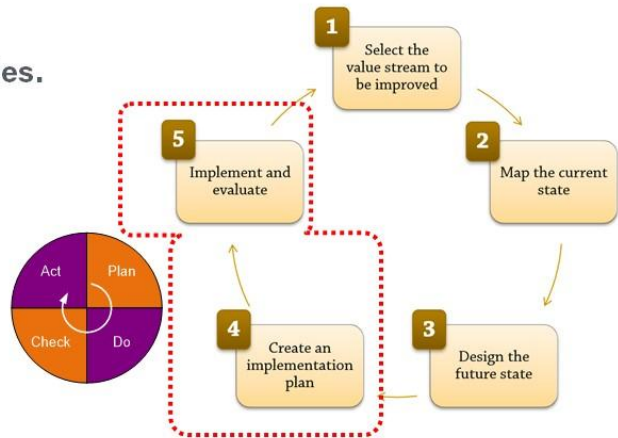 es.
1
Select the
value stream to
be improved
2
Map the current
state
3
Design the
future state
4
Create an
implementation
plan
5
Implement and
evaluate
Act
Plan
Check
Do